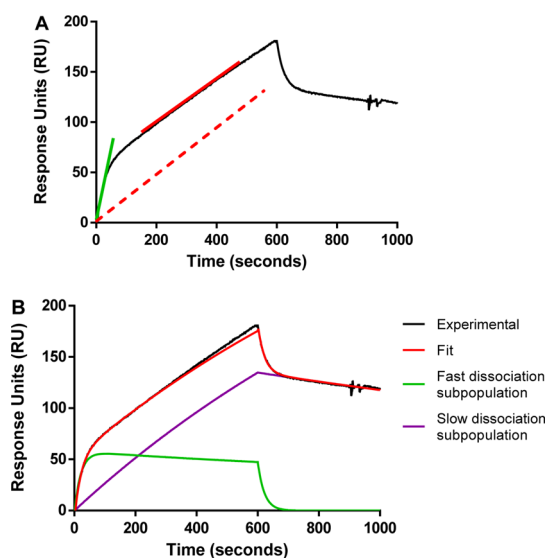 A
Response Units (RU)
200
150
100
50
0
0 200 400 600 800 1000
Time (seconds)
B
Response Units (RU)
200
150
100
50
0
0 200 400 600 800 1000
Time (seconds)
Experimental
Fit
Fast dissociation
subpopulation
Slow dissociation
subpopulation